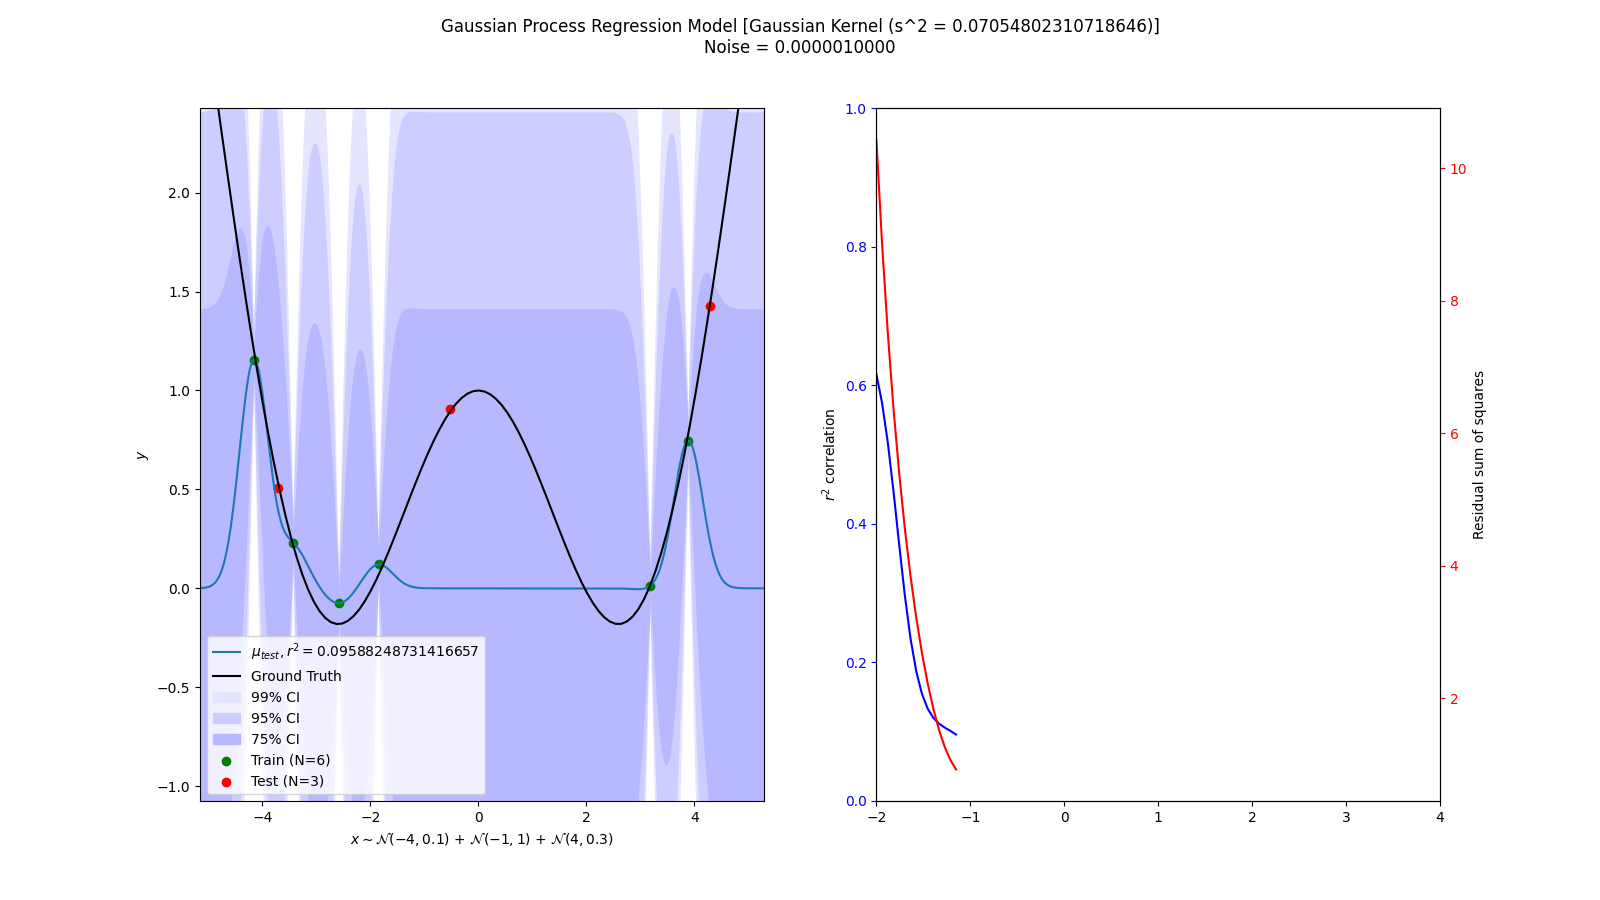 Gaussian Process Regression Model [Gaussian Kernel (s^2 = 0.07054802310718646)]
Noise = 0.0000010000
2.0
1.5
1.0
0.5
0.0
−0.5
−1.0
y
μtest, r² = 0.09588248731416657
Ground Truth
99% CI
95% CI
75% CI
Train (N=6)
Test (N=3)
−4
−2
0
2
4
x ∼ 𝒩(−4, 0.1) + 𝒩(−1, 1) + 𝒩(4, 0.3)
1.0
0.8
0.6
0.4
0.2
0.0
r² correlation
−2
−1
0
1
2
3
4
10
8
6
4
2
Residual sum of squares